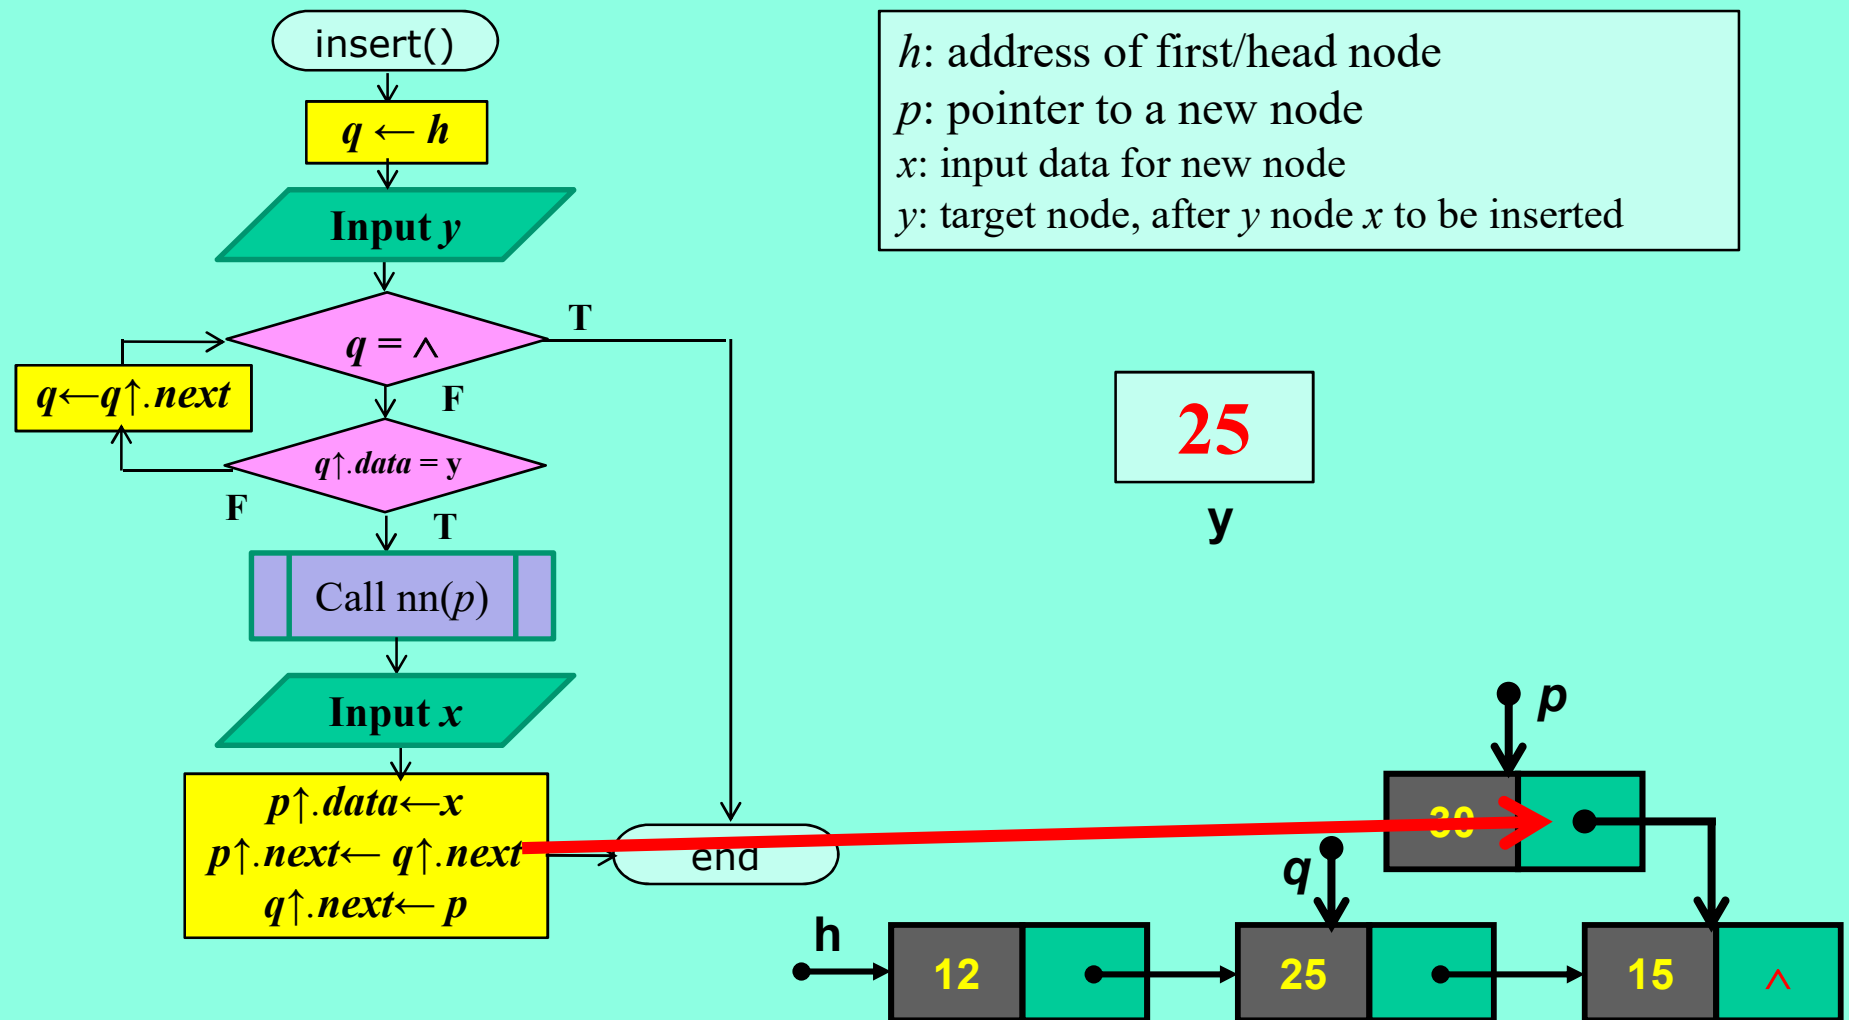 insert()
q ← h
Input y
q = ∧
T
F
q←q↑.next
q↑.data = y
F
T
Call nn(p)
Input x
p↑.data←x
p↑.next← q↑.next
q↑.next← p
end
h: address of first/head node
p: pointer to a new node
x: input data for new node
y: target node, after y node x to be inserted
25
y
p
30
q
h
12
25
15
∧